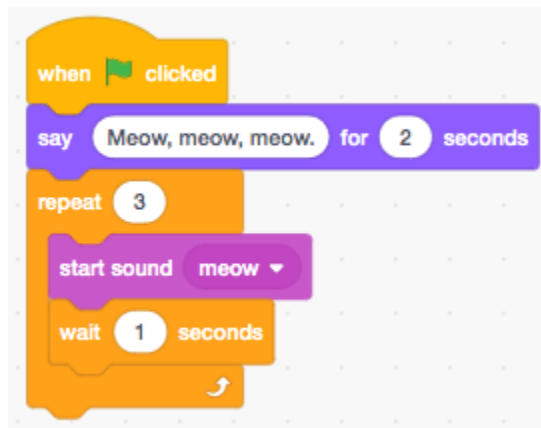 when clicked
say Meow, meow, meow. for 2 seconds
repeat 3
start sound meow
wait 1 seconds